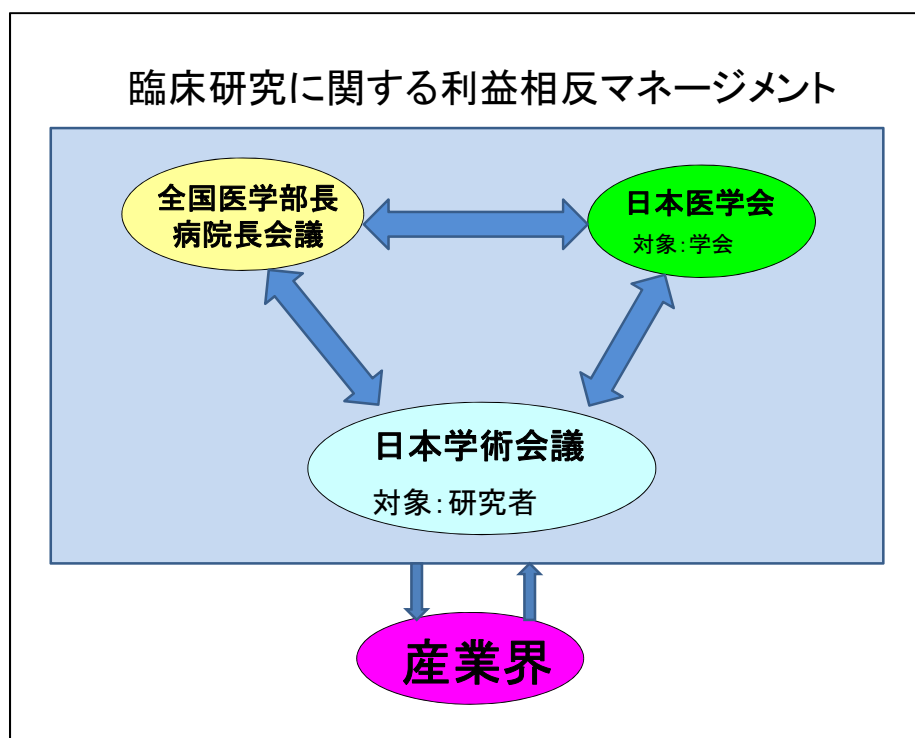 臨床研究に関する利益相反マネージメント
全国医学部長
病院長会議
日本医学会
対象:学会
日本学術会議
対象:研究者
産業界